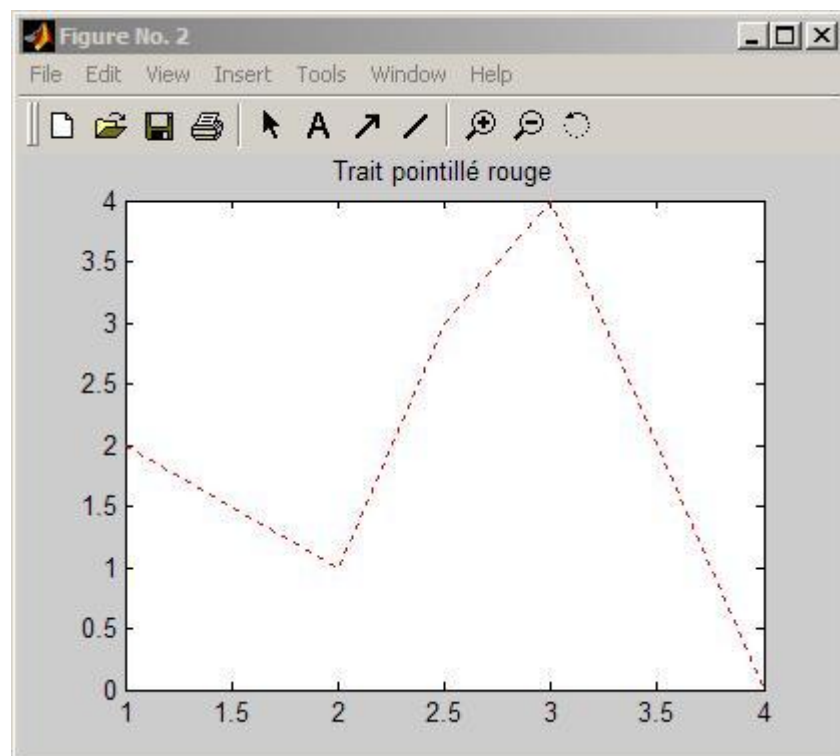 Figure No. 2
File Edit View Insert Tools Window Help
A
Trait pointillé rouge
4
3.5
3
2.5
2
1.5
1
0.5
0
1 1.5 2 2.5 3 3.5 4